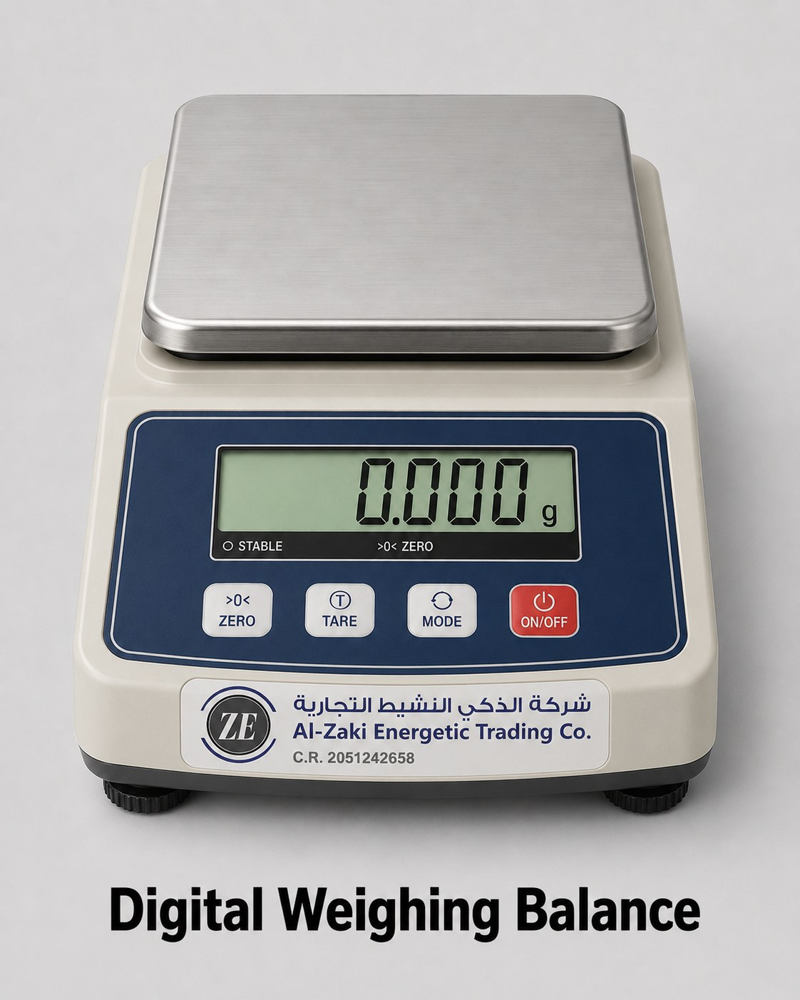 0.000 g
STABLE >0< ZERO
>0<
ZERO
T
TARE
MODE
ON/OFF
ZE
شركة الذكي النشيط التجارية
Al-Zaki Energetic Trading Co.
C.R. 2051242658
Digital Weighing Balance